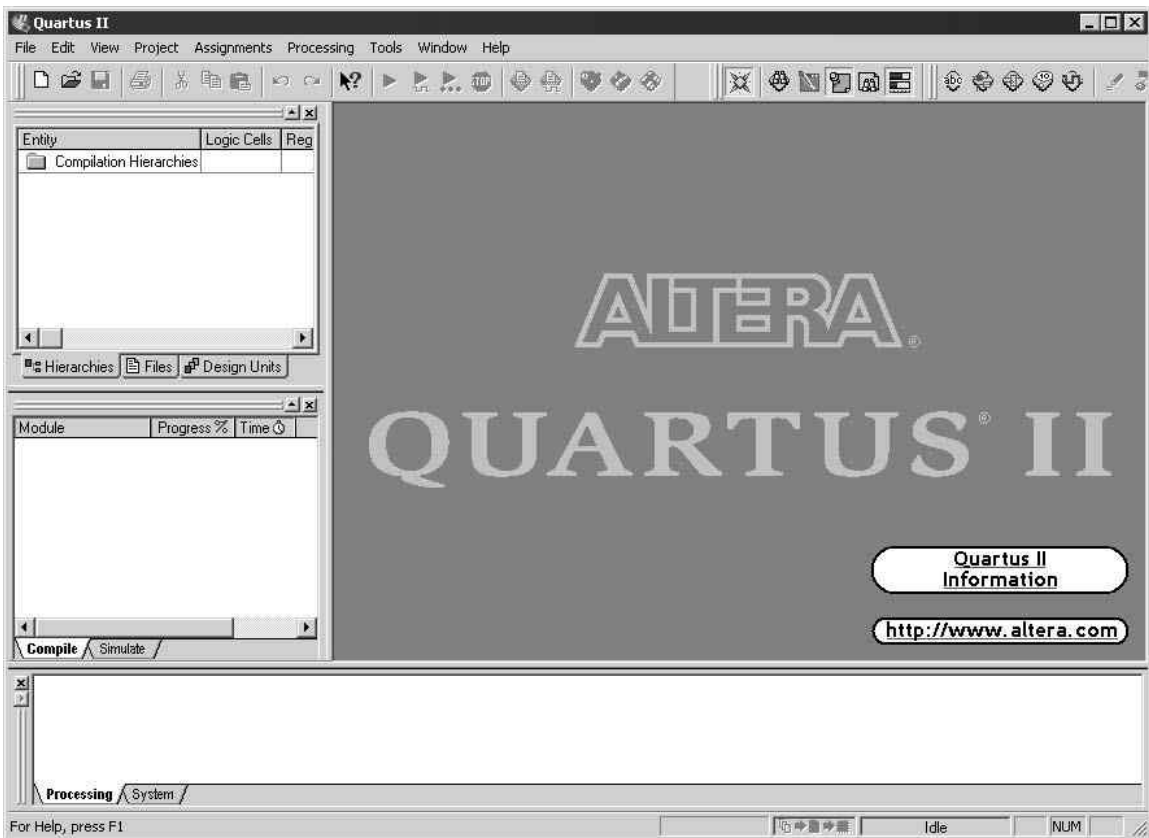 Quartus II
File Edit View Project Assignments Processing Tools Window Help
Entity Logic Cells Reg
Compilation Hierarchies
Hierarchies Files Design Units
Module Progress % Time
Compile Simulate
ALTERA ®
QUARTUS® II
Quartus II
Information
http://www.altera.com
Processing System
For Help, press F1 Idle NUM